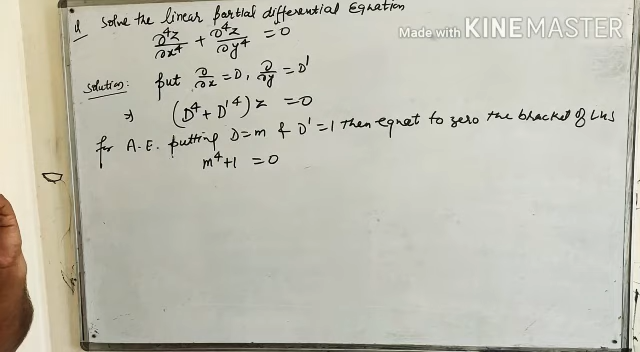 Q Solve the linear partial differential Equation
∂⁴z/∂x⁴ + ∂⁴z/∂y⁴ = 0
Made with KINEMASTER
Solution: put ∂/∂x = D, ∂/∂y = D'
⇒ (D⁴ + D'⁴) z = 0
for A.E. putting D=m & D'=1 then eqnat to zero the bracket of LHS
m⁴+1 = 0